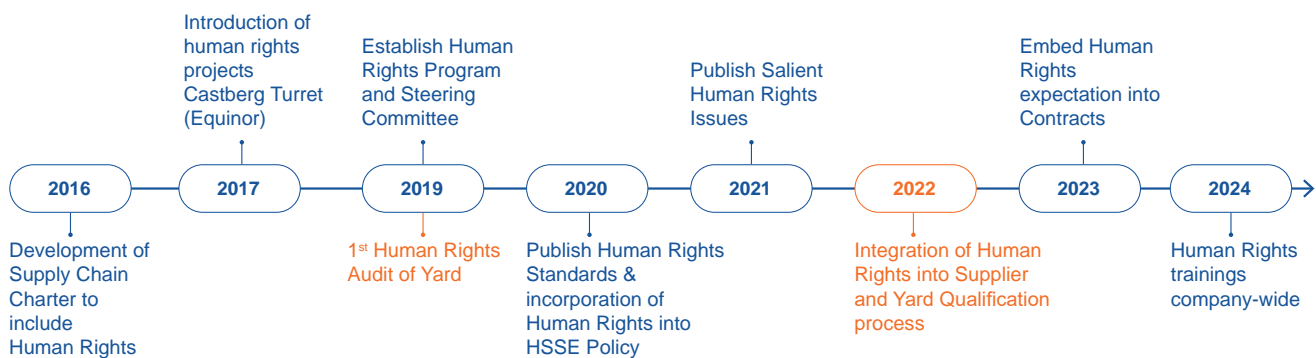 Introduction of
human rights
projects
Castberg Turret
(Equinor)
Establish Human
Rights Program
and Steering
Committee
Publish Salient
Human Rights
Issues
Embed Human
Rights
expectation into
Contracts
2016
2017
2019
2020
2021
2022
2023
2024
Development of
Supply Chain
Charter to
include
Human Rights
1st Human Rights
Audit of Yard
Publish Human Rights
Standards &
incorporation of
Human Rights into
HSSE Policy
Integration of Human
Rights into Supplier
and Yard Qualification
process
Human Rights
trainings
company-wide